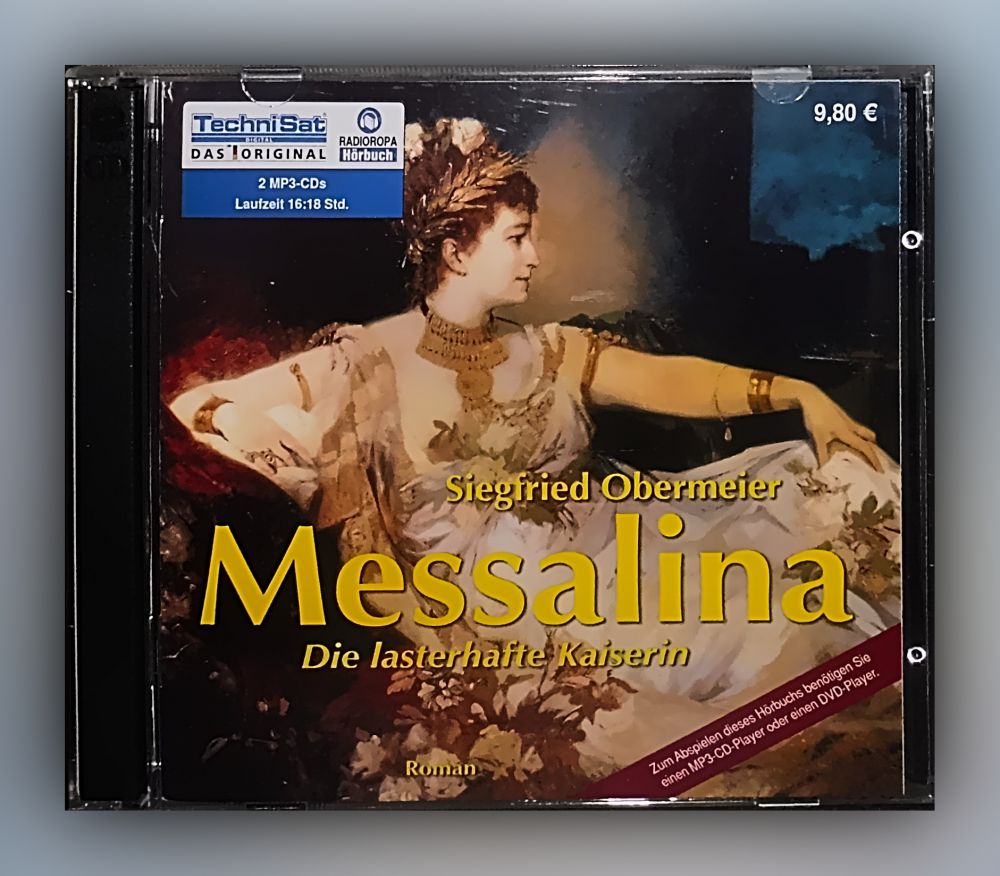 TechniSat
DIGITAL
DAS 1 ORIGINAL
RADIOROPA
Hörbuch
2 MP3-CDs
Laufzeit 16:18 Std.
9,80 €
Siegfried Obermeier
Messalina
Die lasterhafte Kaiserin
Roman
Zum Abspielen dieses Hörbuchs benötigen Sie
einen MP3-CD-Player oder einen DVD-Player.